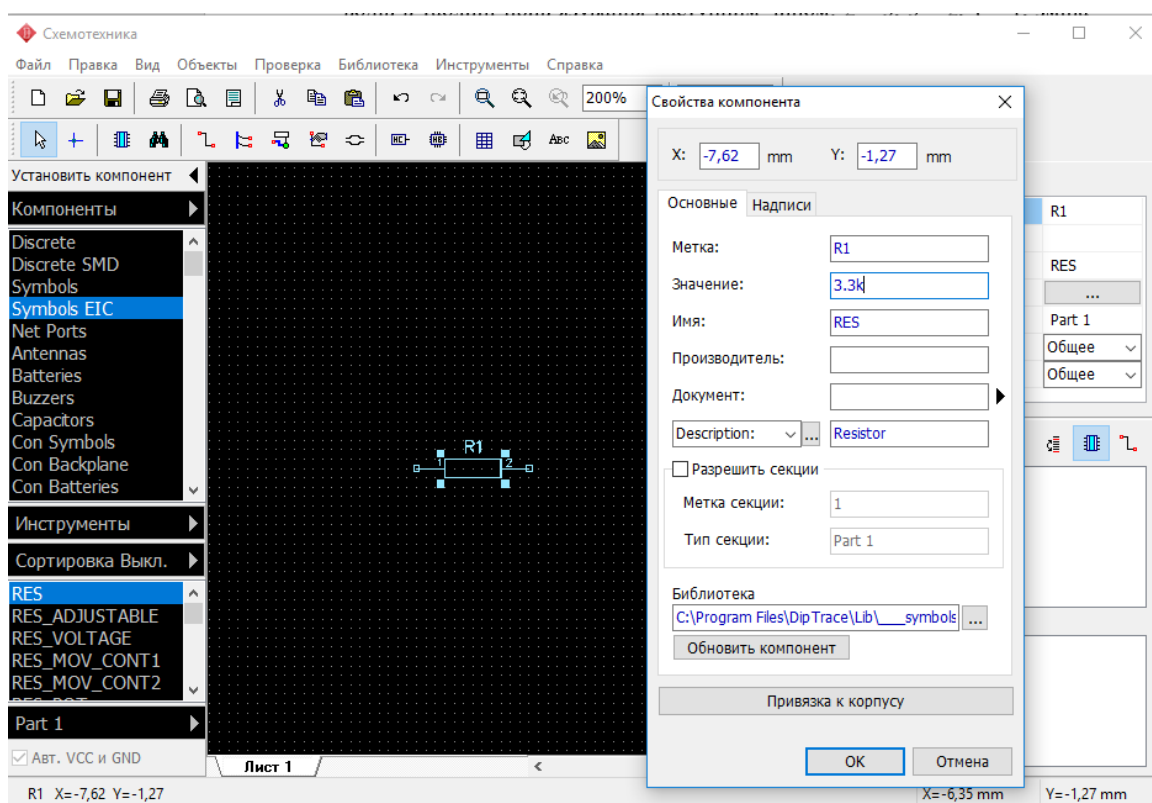 Схемотехника
Файл Правка Вид Объекты Проверка Библиотека Инструменты Справка
200%
ABC
Установить компонент
Компоненты
Discrete
Discrete SMD
Symbols
Symbols EIC
Net Ports
Antennas
Batteries
Buzzers
Capacitors
Con Symbols
Con Backplane
Con Batteries
Инструменты
Сортировка Выкл.
RES
RES_ADJUSTABLE
RES_VOLTAGE
RES_MOV_CONT1
RES_MOV_CONT2
Part 1
Авт. VCC и GND
R1
1 2
Лист 1
Свойства компонента
X: -7,62 mm Y: -1,27 mm
Основные Надписи
Метка: R1
Значение: 3.3k
Имя: RES
Производитель:
Документ:
Description: ... Resistor
Разрешить секции
Метка секции: 1
Тип секции: Part 1
Библиотека
C:\Program Files\DipTrace\Lib\____symbols ...
Обновить компонент
Привязка к корпусу
OK Отмена
R1
RES
...
Part 1
Общее
Общее
R1 X=-7,62 Y=-1,27
X=-6,35 mm Y=-1,27 mm